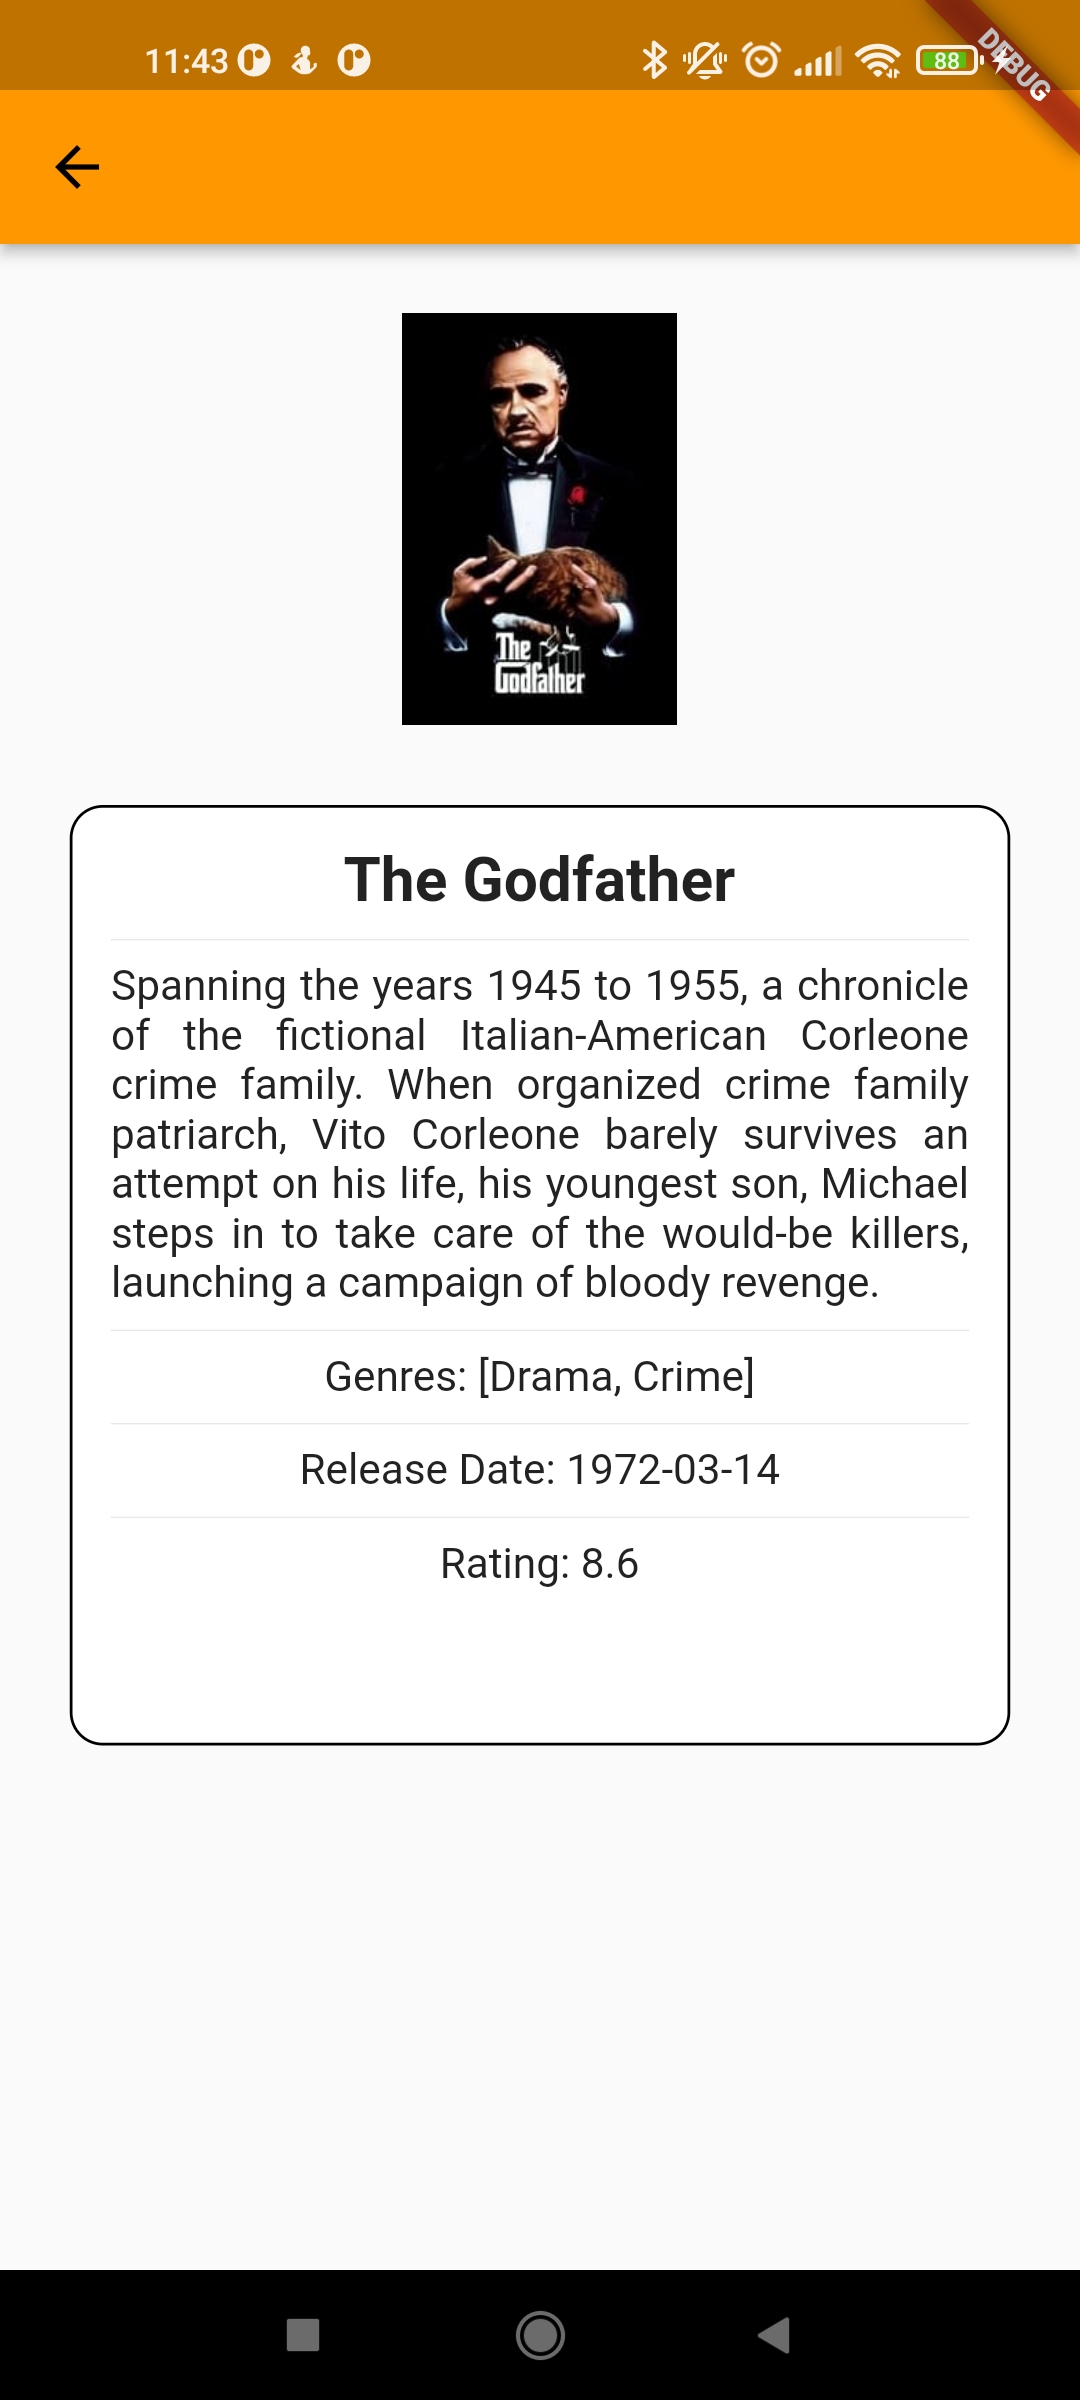 11:43
88
DEBUG
The
Godfather
The Godfather
Spanning the years 1945 to 1955, a chronicle
of the fictional Italian-American Corleone
crime family. When organized crime family
patriarch, Vito Corleone barely survives an
attempt on his life, his youngest son, Michael
steps in to take care of the would-be killers,
launching a campaign of bloody revenge.
Genres: [Drama, Crime]
Release Date: 1972-03-14
Rating: 8.6